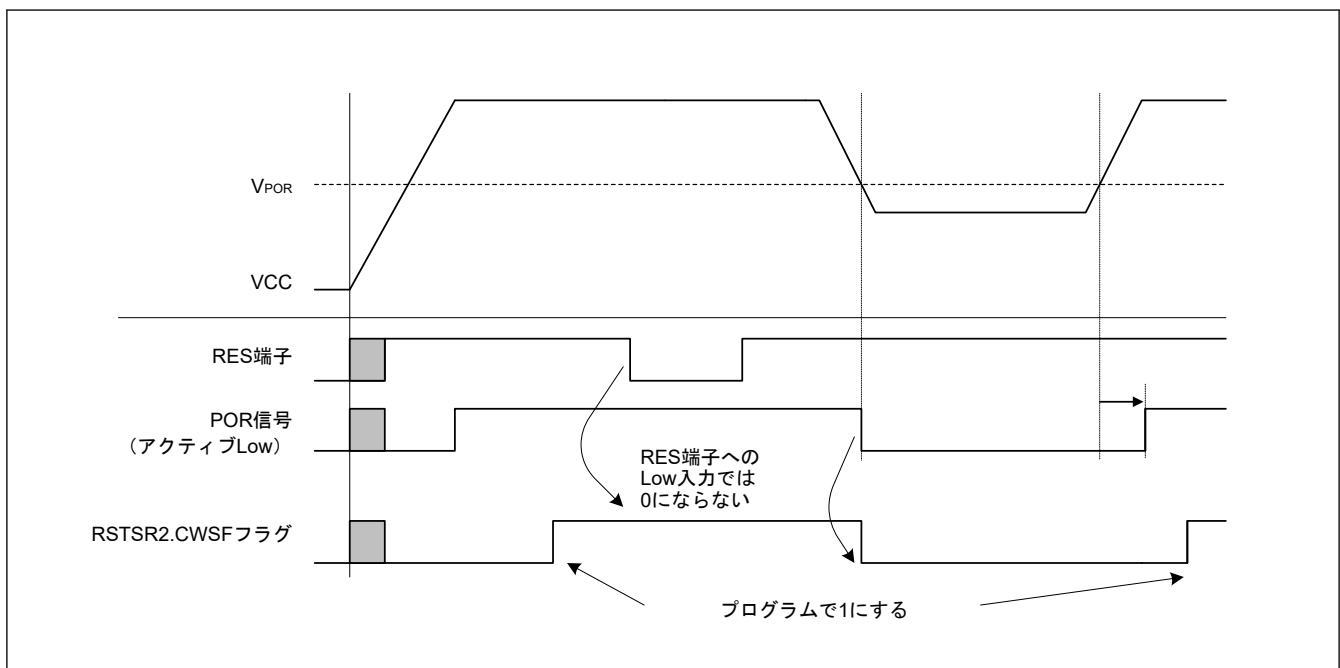 VPOR
VCC
RES端子
POR信号
（アクティブLow）
RES端子への
Low入力では
0にならない
RSTSR2.CWSFフラグ
プログラムで1にする